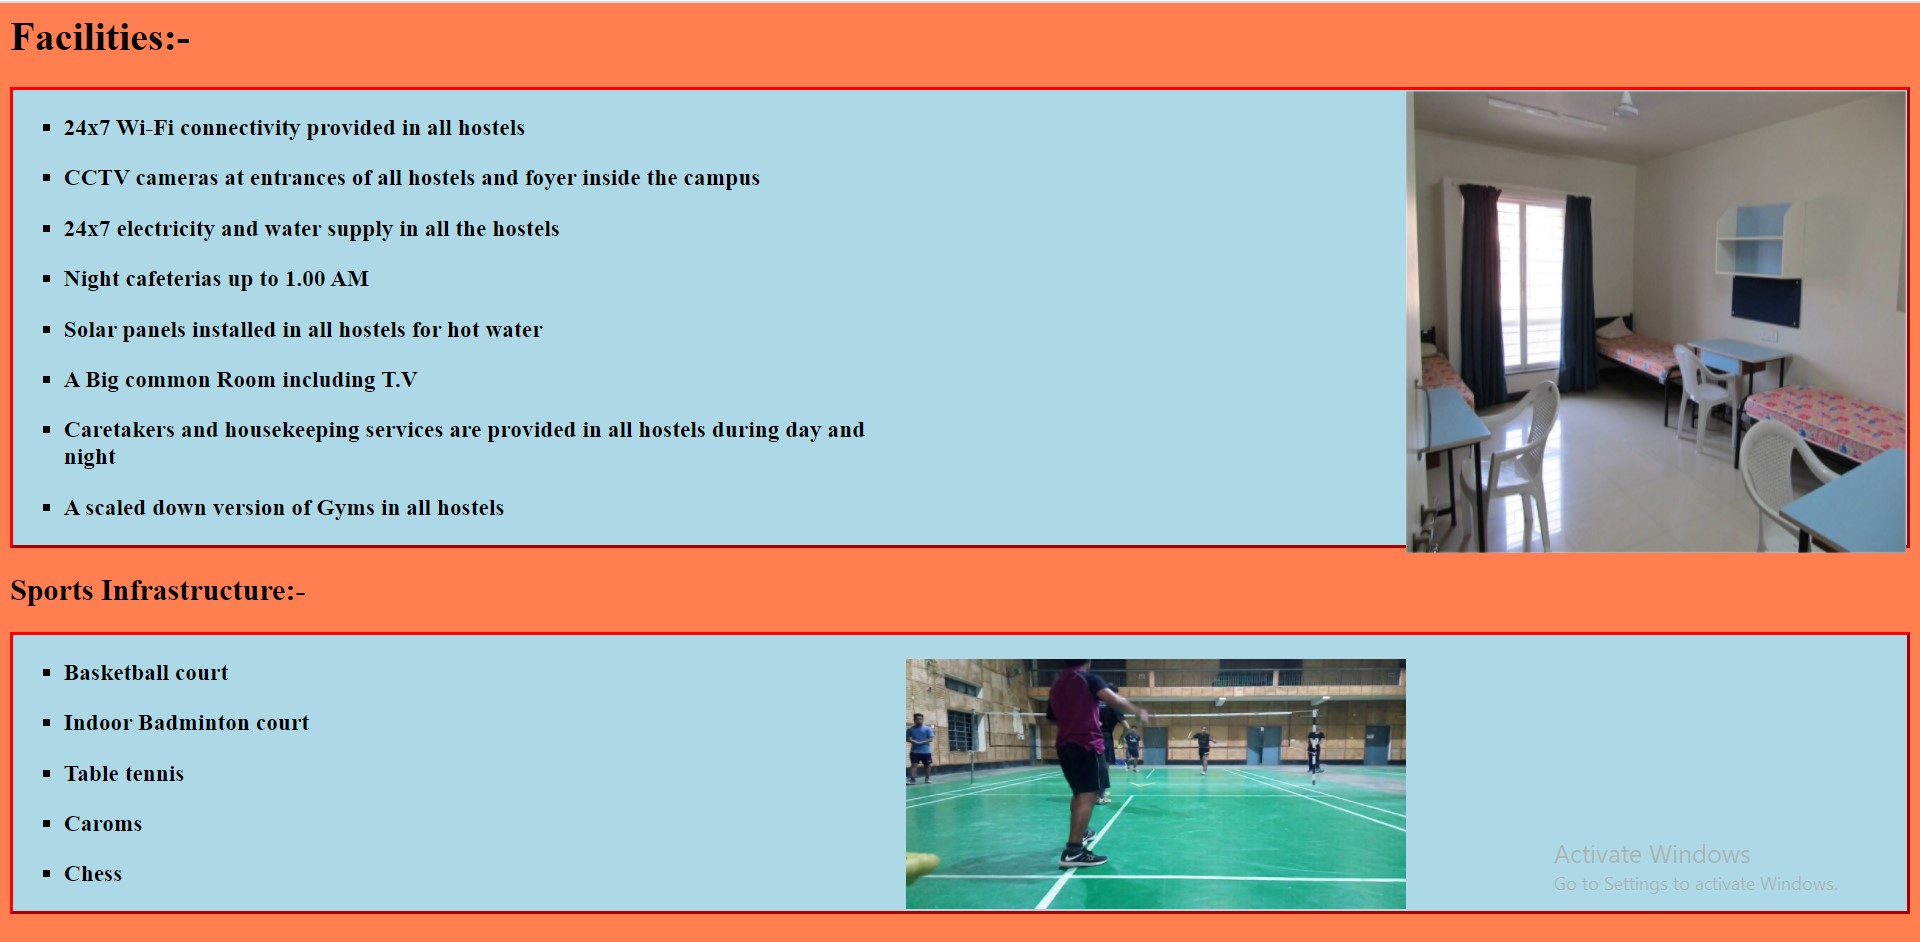 Facilities:-
24x7 Wi-Fi connectivity provided in all hostels
CCTV cameras at entrances of all hostels and foyer inside the campus
24x7 electricity and water supply in all the hostels
Night cafeterias up to 1.00 AM
Solar panels installed in all hostels for hot water
A Big common Room including T.V
Caretakers and housekeeping services are provided in all hostels during day and
night
A scaled down version of Gyms in all hostels
Sports Infrastructure:-
Basketball court
Indoor Badminton court
Table tennis
Caroms
Chess
Activate Windows
Go to Settings to activate Windows.